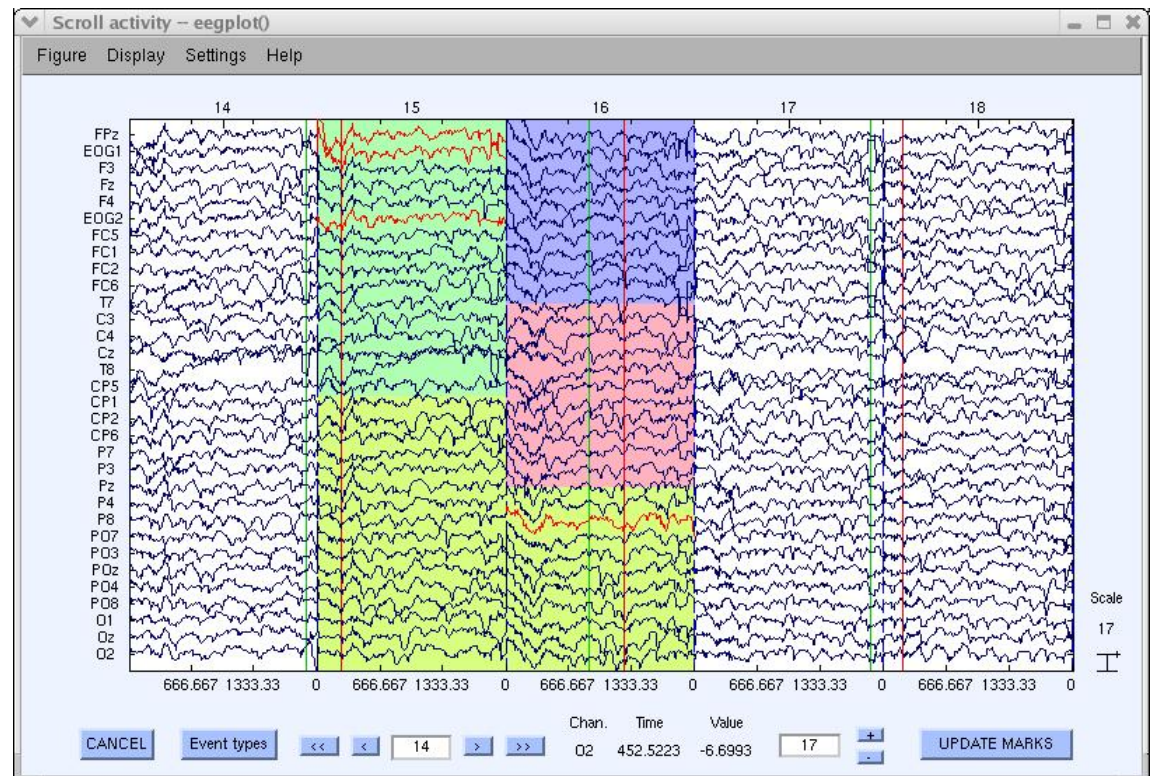 Scroll activity -- eegplot()
Figure Display Settings Help
14 15 16 17 18
FPz
EOG1
F3
Fz
F4
EOG2
FC5
FC1
FC2
FC6
T7
C3
C4
Cz
T8
CP5
CP1
CP2
CP6
P7
P3
Pz
P4
P8
PO7
PO3
POz
PO4
PO8
O1
Oz
O2
Scale
17
666.667 1333.33 0 666.667 1333.33 0 666.667 1333.33 0 666.667 1333.33 0 666.667 1333.33 0
Chan. Time Value
CANCEL Event types << < 14 > >> O2 452.5223 -6.6993 17 + - UPDATE MARKS